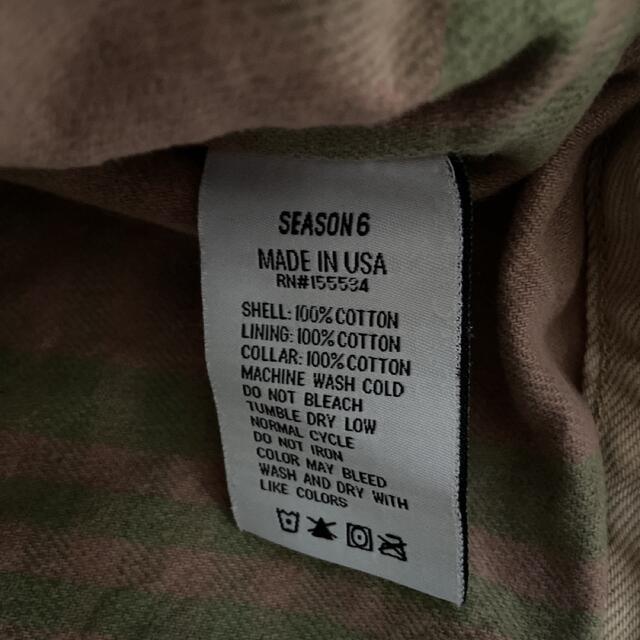 SEASON 6
MADE IN USA
RN#155534
SHELL: 100% COTTON
LINING: 100% COTTON
COLLAR: 100% COTTON
MACHINE WASH COLD
DO NOT BLEACH
TUMBLE DRY LOW
NORMAL CYCLE
DO NOT IRON
COLOR MAY BLEED
WASH AND DRY WITH
LIKE COLORS